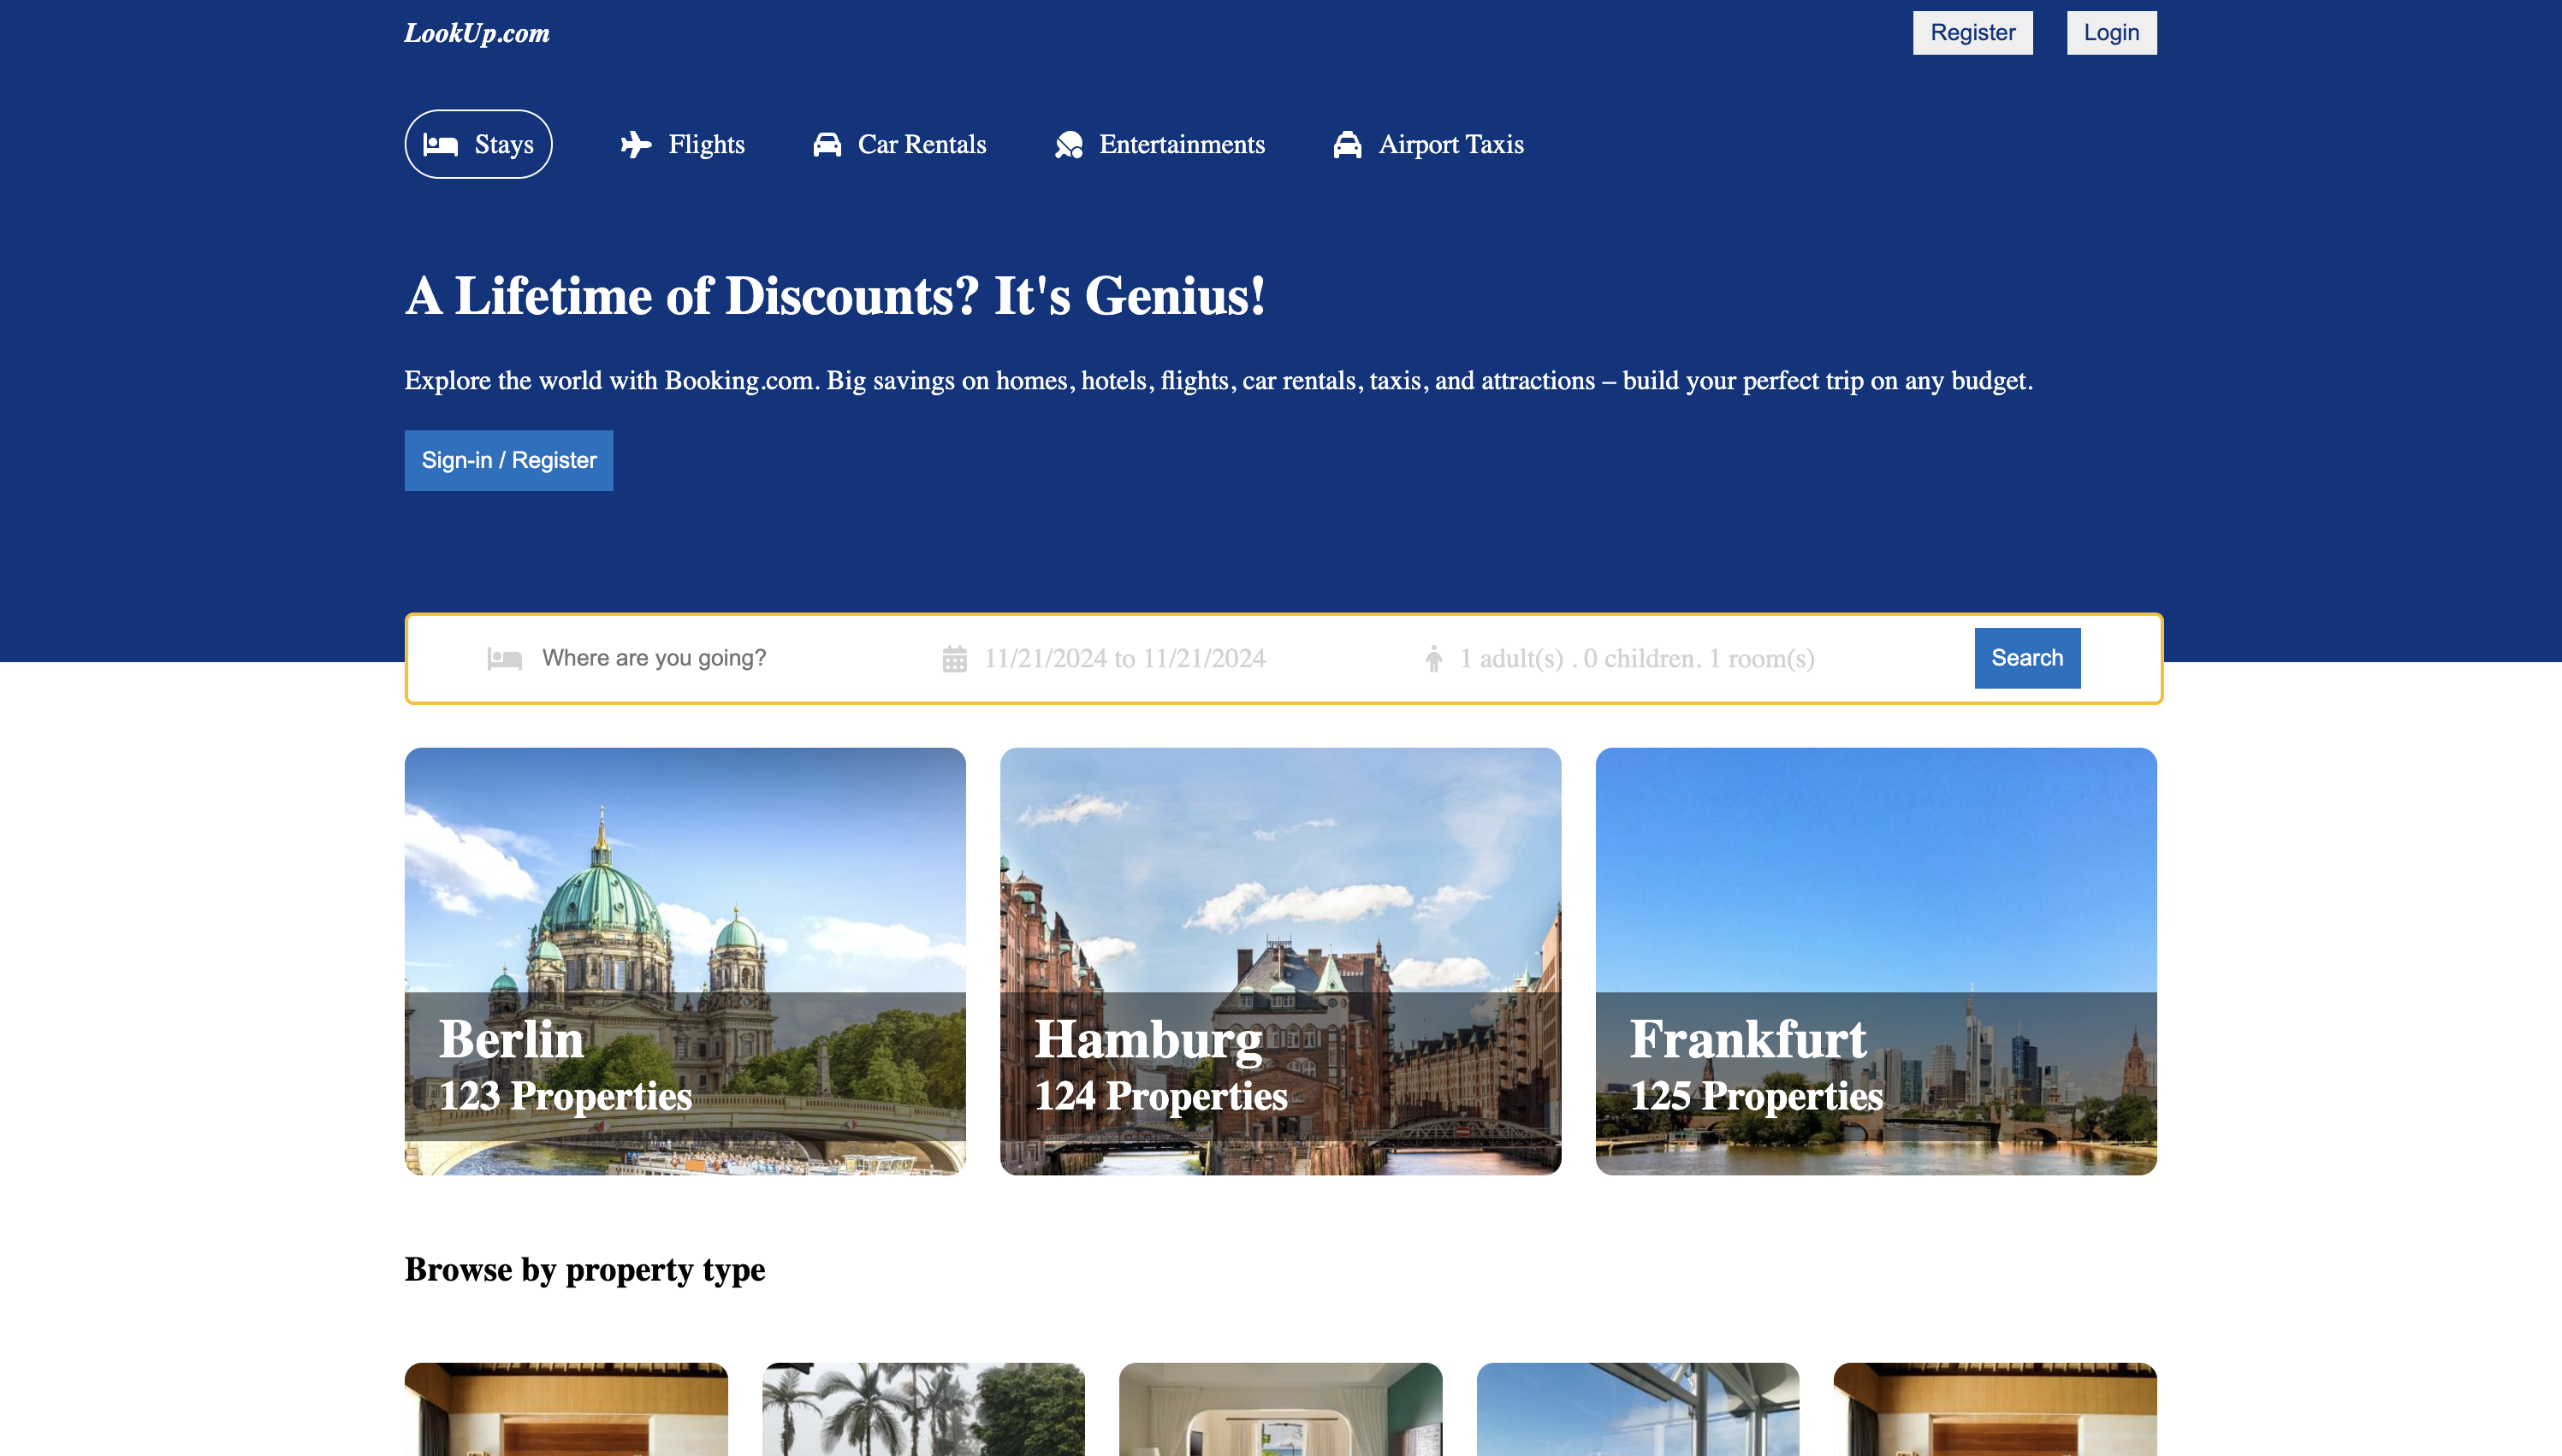 LookUp.com
Register
Login
Stays
Flights
Car Rentals
Entertainments
Airport Taxis
A Lifetime of Discounts? It's Genius!
Explore the world with Booking.com. Big savings on homes, hotels, flights, car rentals, taxis, and attractions – build your perfect trip on any budget.
Sign-in / Register
Where are you going?
11/21/2024 to 11/21/2024
1 adult(s) . 0 children. 1 room(s)
Search
Berlin
123 Properties
Hamburg
124 Properties
Frankfurt
125 Properties
Browse by property type